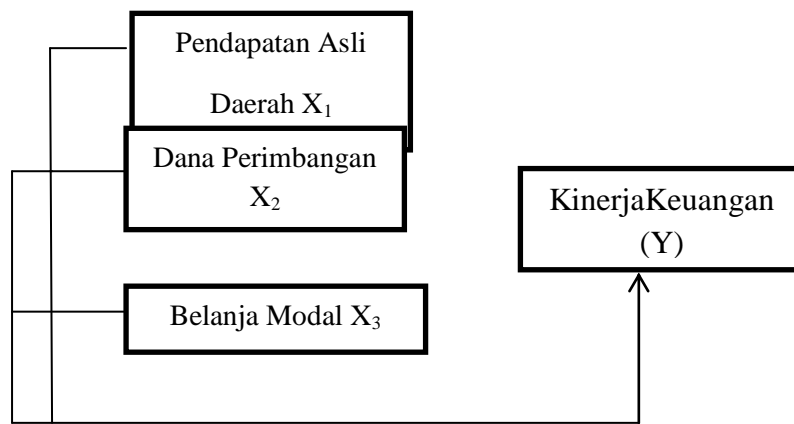 Pendapatan Asli
Daerah X₁
Dana Perimbangan
X₂
KinerjaKeuangan
(Y)
Belanja Modal X₃